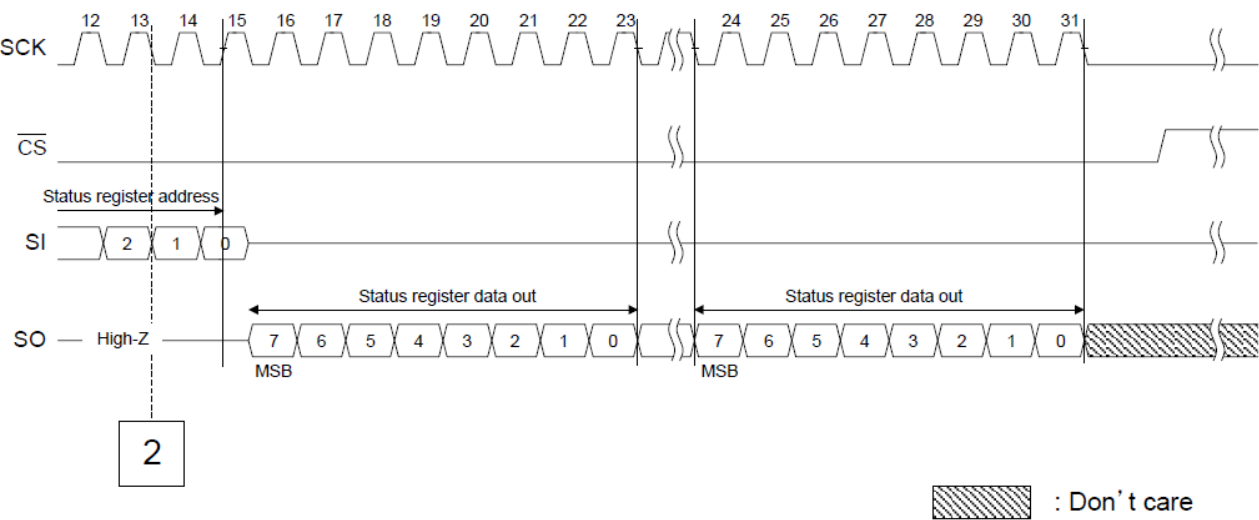 12 13 14 15 16 17 18 19 20 21 22 23 24 25 26 27 28 29 30 31
SCK
CS
Status register address
SI 2 1 0
Status register data out Status register data out
SO High-Z 7 6 5 4 3 2 1 0 7 6 5 4 3 2 1 0
MSB MSB
2
: Don't care